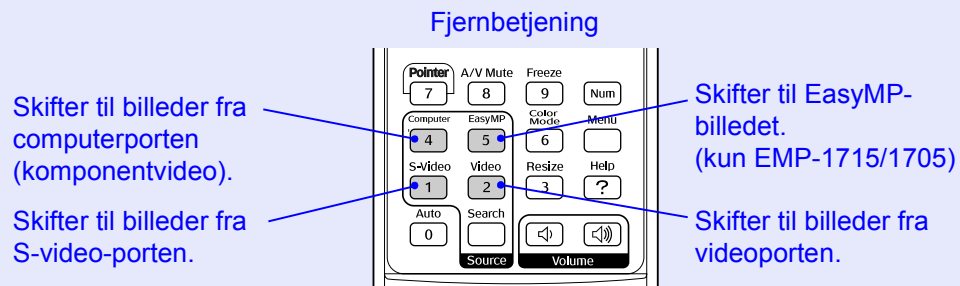 Fjernbetjening
Skifter til billeder fra
computerporten
(komponentvideo).
Skifter til billeder fra
S-video-porten.
Pointer A/V Mute Freeze
7 8 9 Num
Computer EasyMP Color Mode Menu
4 5 6
S-Video Video Resize Help
1 2 3 ?
Auto Search
0
Source Volume
Skifter til EasyMP-
billedet.
(kun EMP-1715/1705)
Skifter til billeder fra
videoporten.